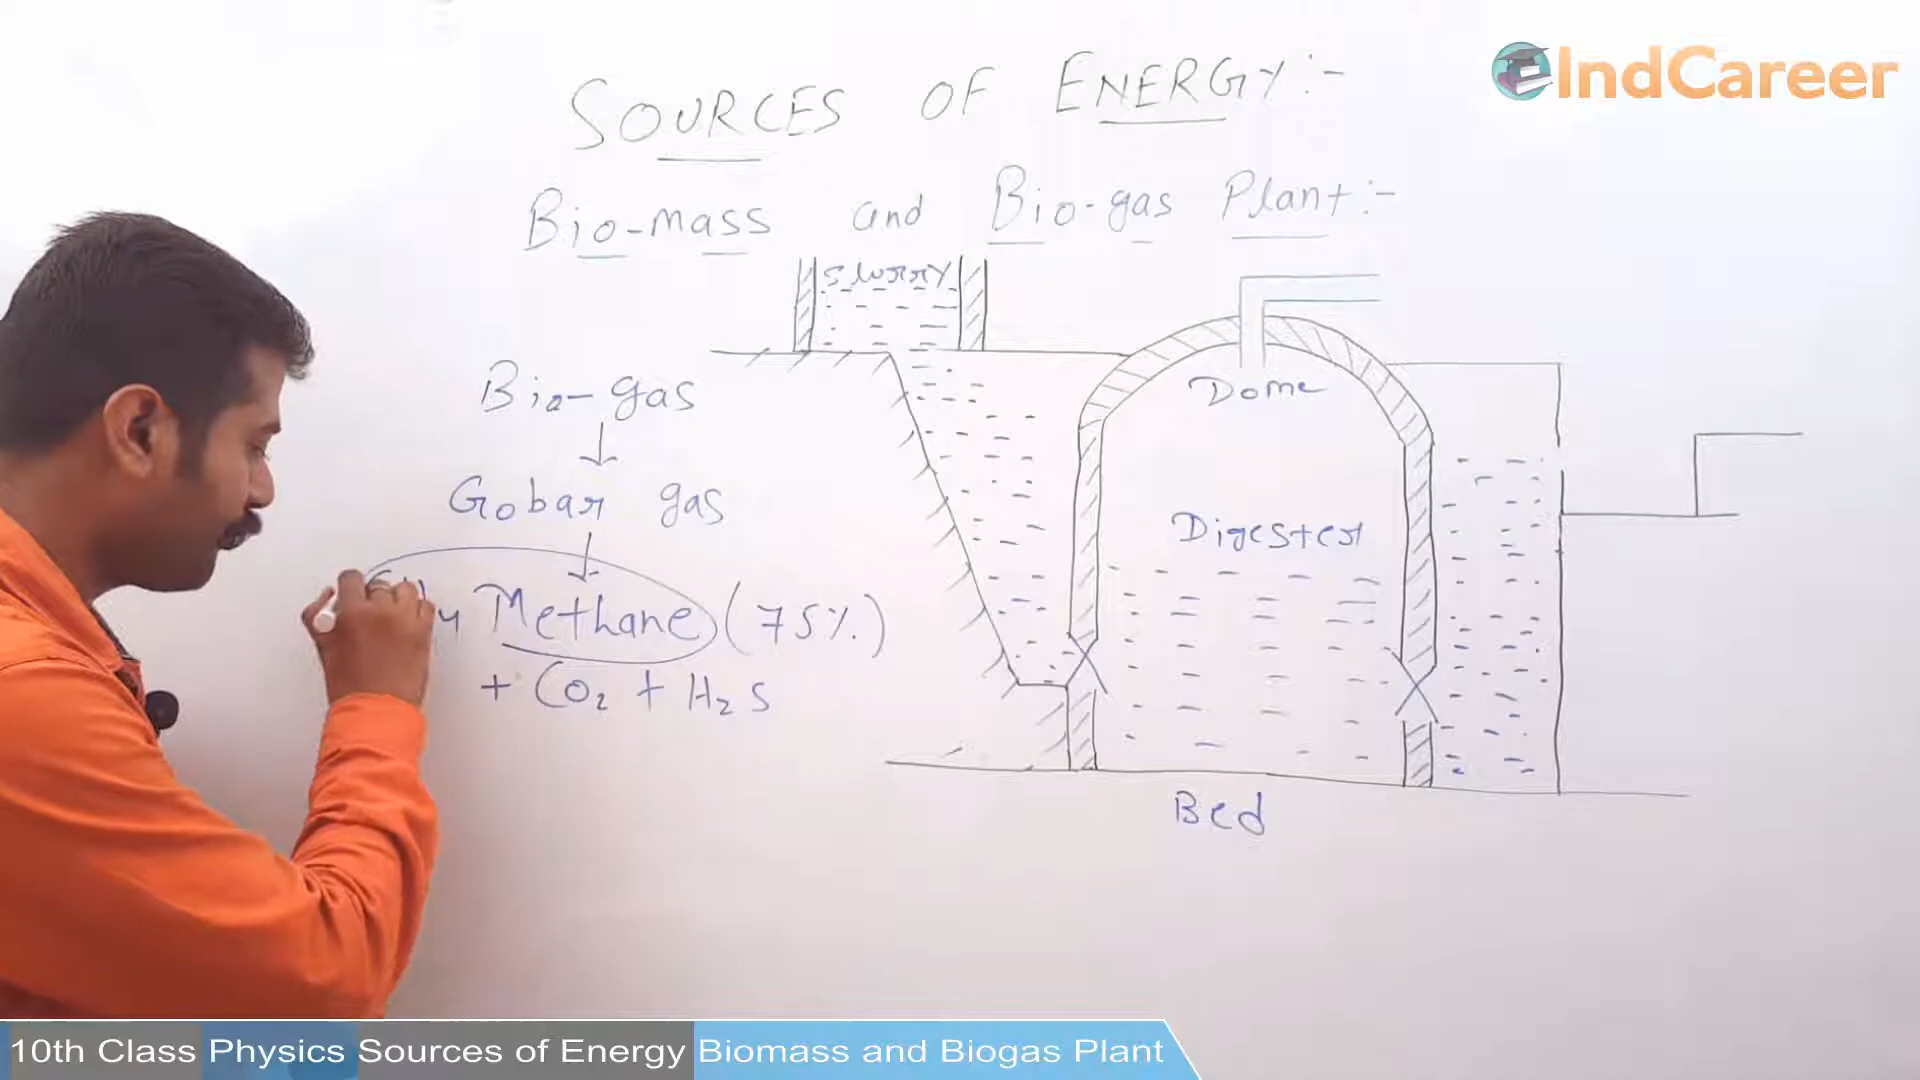 SOURCES OF ENERGY:-
IndCareer
Bio-mass and Bio-gas Plant:-
Slurry
Dome
Bio-gas
Gobar gas
Digester
Methane (75%.)
+ CO2 + H2S
Bed
10th Class Physics Sources of Energy Biomass and Biogas Plant